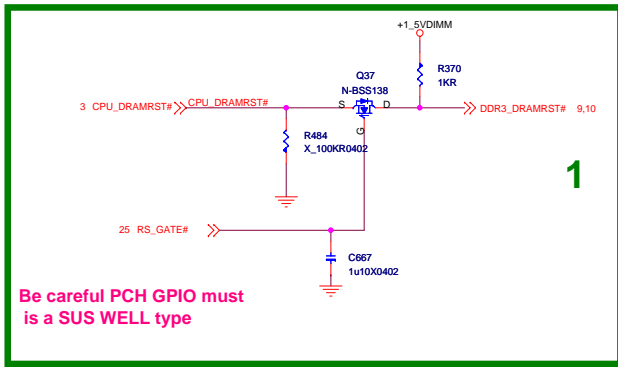 +1_5VDIMM
Q37
N-BSS138
R370
1KR
3 CPU_DRAMRST#
CPU_DRAMRST#
S
D
G
DDR3_DRAMRST# 9,10
R484
X_100KR0402
1
25 RS_GATE#
C667
1u10X0402
Be careful PCH GPIO must
is a SUS WELL type